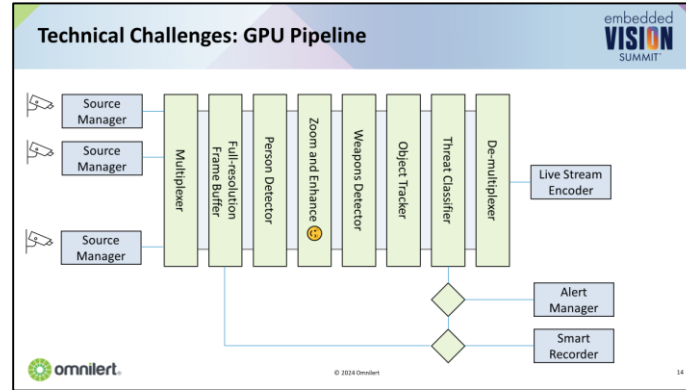 Technical Challenges: GPU Pipeline
embedded
VISION
SUMMIT™
Source
Manager
Source
Manager
Source
Manager
Multiplexer
Full-resolution
Frame Buffer
Person Detector
Zoom and Enhance
Weapons Detector
Object Tracker
Threat Classifier
De-multiplexer
Live Stream
Encoder
Alert
Manager
Smart
Recorder
omnilert®
© 2024 Omnilert
14